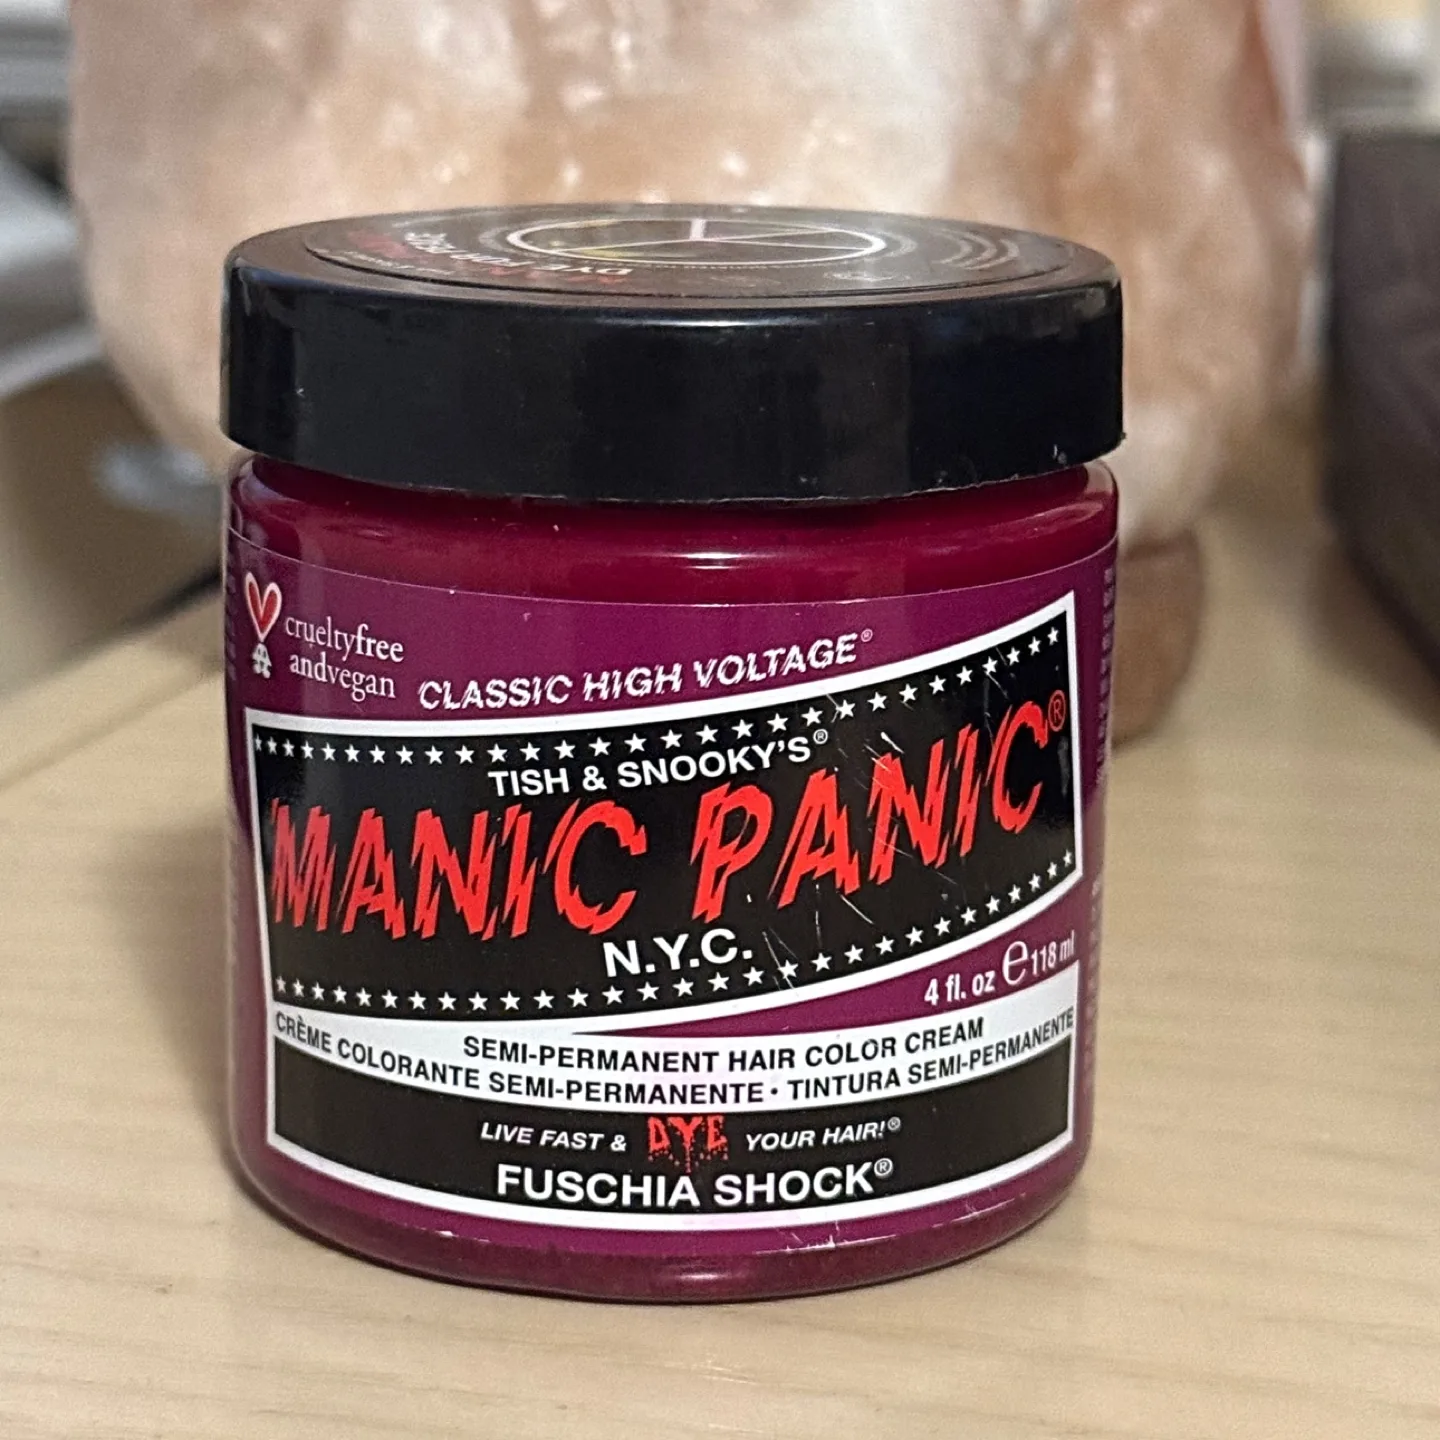 crueltyfree
andvegan
CLASSIC HIGH VOLTAGE®
TISH & SNOOKY'S®
MANIC PANIC®
N.Y.C.
4 fl. oz ℮ 118 ml
SEMI-PERMANENT HAIR COLOR CREAM
CRÈME COLORANTE SEMI-PERMANENTE • TINTURA SEMI-PERMANENTE
LIVE FAST & DYE YOUR HAIR!®
FUSCHIA SHOCK®